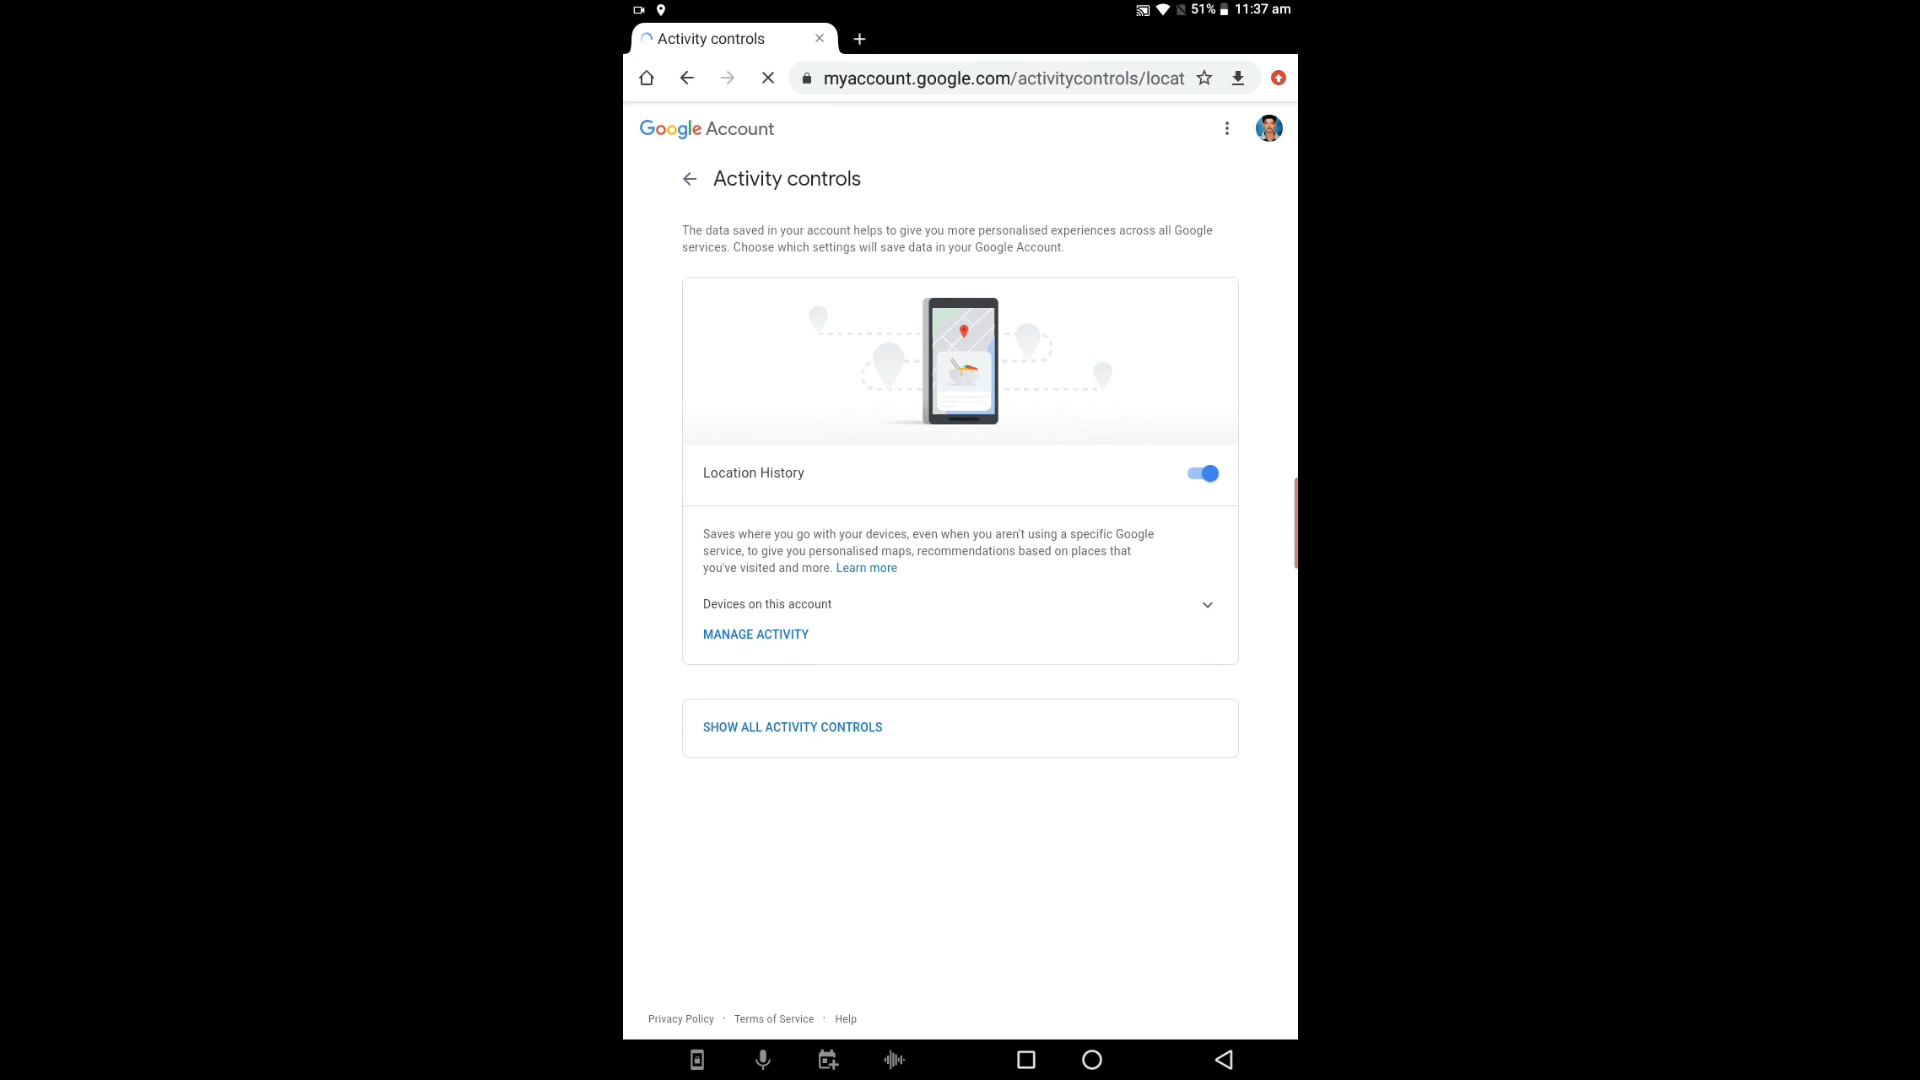 51% 11:37 am
Activity controls
myaccount.google.com/activitycontrols/locat
Google Account
Activity controls
The data saved in your account helps to give you more personalised experiences across all Google
services. Choose which settings will save data in your Google Account.
Location History
Saves where you go with your devices, even when you aren't using a specific Google
service, to give you personalised maps, recommendations based on places that
you've visited and more. Learn more
Devices on this account
MANAGE ACTIVITY
SHOW ALL ACTIVITY CONTROLS
Privacy Policy · Terms of Service · Help